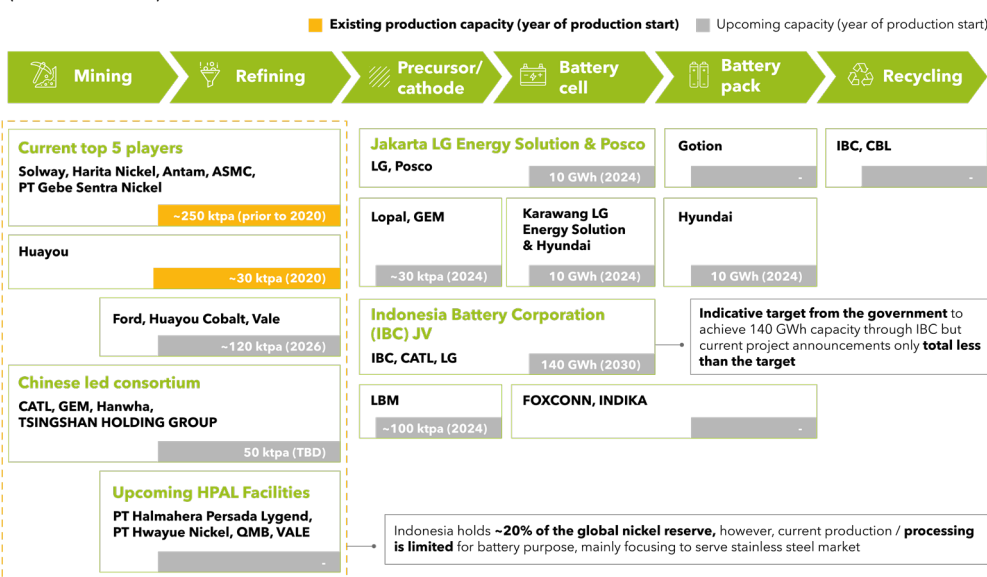 Existing production capacity (year of production start)
Upcoming capacity (year of production start)
Mining
Refining
Precursor/
cathode
Battery
cell
Battery
pack
Recycling
Current top 5 players
Solway, Harita Nickel, Antam, ASMC,
PT Gebe Sentra Nickel
~250 ktpa (prior to 2020)
Huayou
~30 ktpa (2020)
Ford, Huayou Cobalt, Vale
~120 ktpa (2026)
Chinese led consortium
CATL, GEM, Hanwha,
TSINGSHAN HOLDING GROUP
50 ktpa (TBD)
Upcoming HPAL Facilities
PT Halmahera Persada Lygend,
PT Hwayue Nickel, QMB, VALE
-
Jakarta LG Energy Solution & Posco
LG, Posco
10 GWh (2024)
Gotion
-
IBC, CBL
-
Lopal, GEM
~30 ktpa (2024)
Karawang LG
Energy Solution
& Hyundai
10 GWh (2024)
Hyundai
10 GWh (2024)
Indonesia Battery Corporation
(IBC) JV
IBC, CATL, LG
140 GWh (2030)
Indicative target from the government to
achieve 140 GWh capacity through IBC but
current project announcements only total less
than the target
LBM
~100 ktpa (2024)
FOXCONN, INDIKA
-
Indonesia holds ~20% of the global nickel reserve, however, current production / processing
is limited for battery purpose, mainly focusing to serve stainless steel market